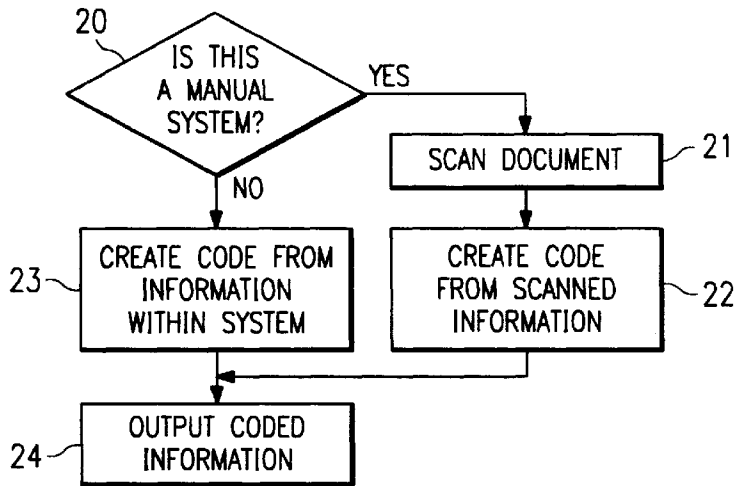 20
IS THIS
A MANUAL
SYSTEM?
YES
NO
SCAN DOCUMENT
21
CREATE CODE FROM
INFORMATION
WITHIN SYSTEM
23
CREATE CODE
FROM SCANNED
INFORMATION
22
OUTPUT CODED
INFORMATION
24